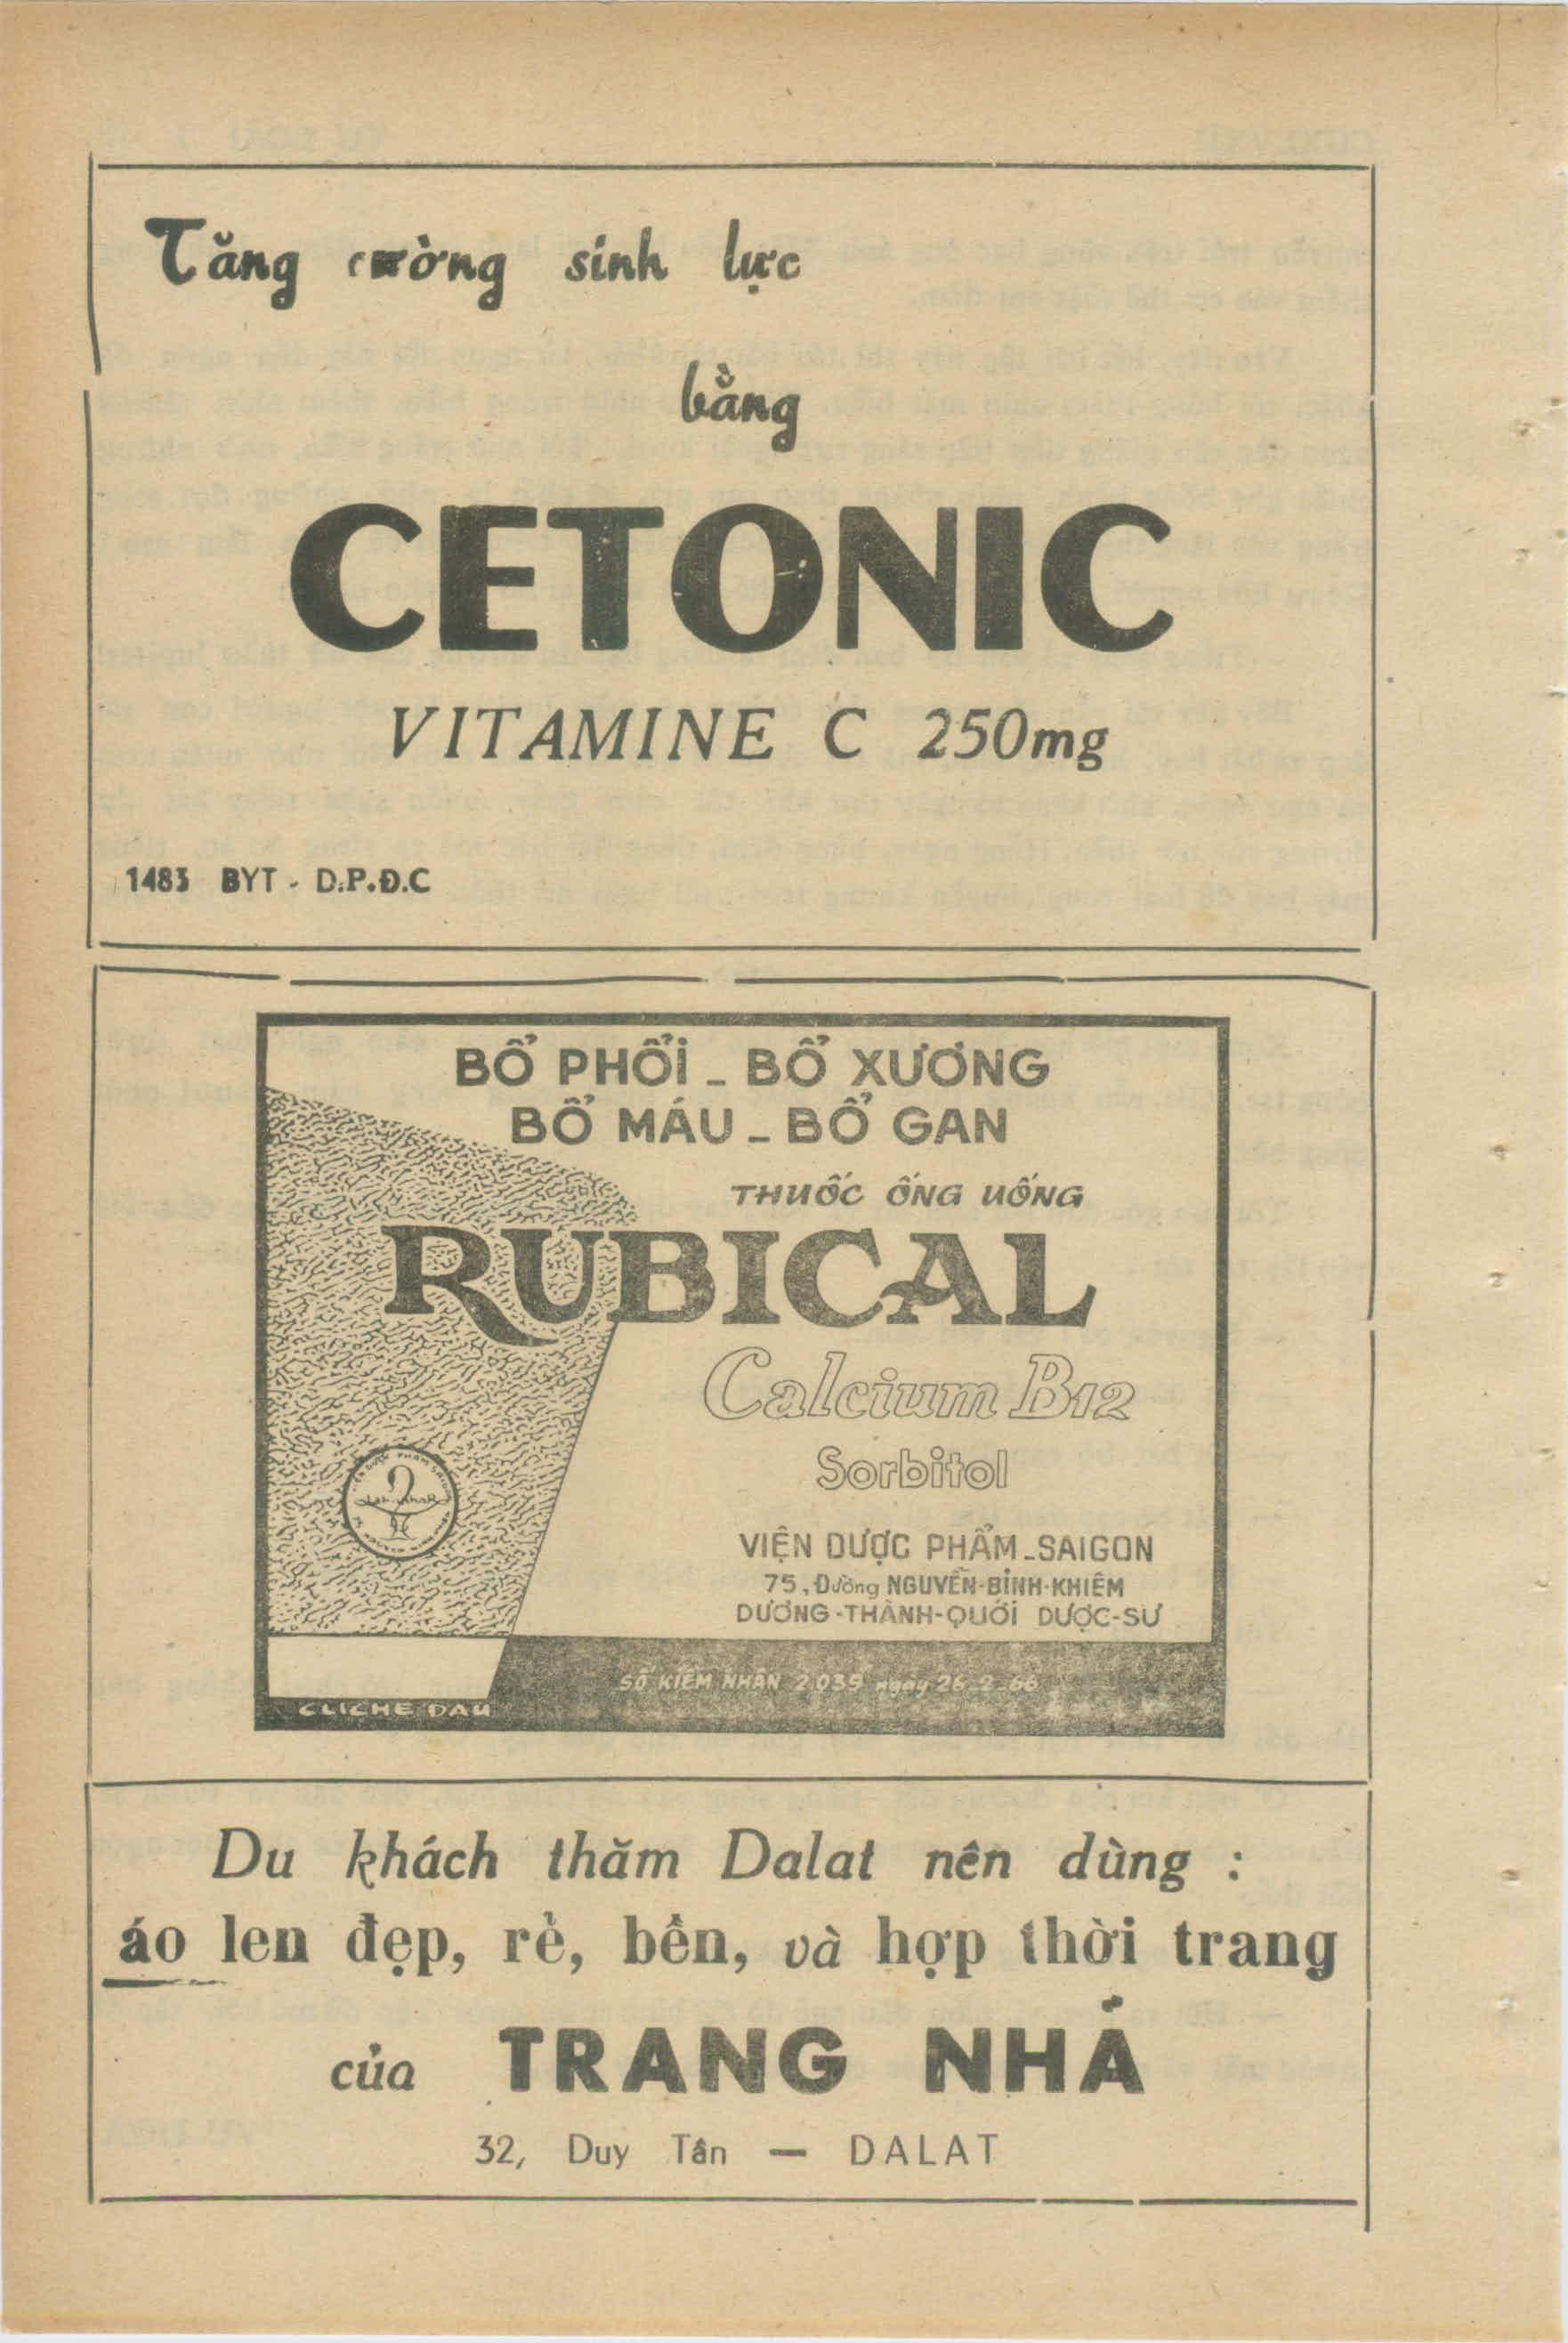 Tăng cường sinh lực
bằng
CETONIC
VITAMINE C 250mg
1483 BYT - D.P.Đ.C
BỔ PHỔI _ BỔ XƯƠNG
BỔ MÁU _ BỔ GAN
THUỐC ỐNG UỐNG
RUBICAL
Calcium B12
Sorbitol
VIỆN DƯỢC PHẨM _ SAIGON
75, Đường NGUYỄN-BỈNH-KHIÊM
DƯƠNG-THÀNH-QUỚI DƯỢC-SƯ
SỐ KIỂM NHẬN 2.039 ngày 26-2-66
CLICHE DAU
Du khách thăm Dalat nên dùng :
áo len đẹp, rẻ, bền, và hợp thời trang
của TRANG NHÃ
32, Duy Tân — DALAT